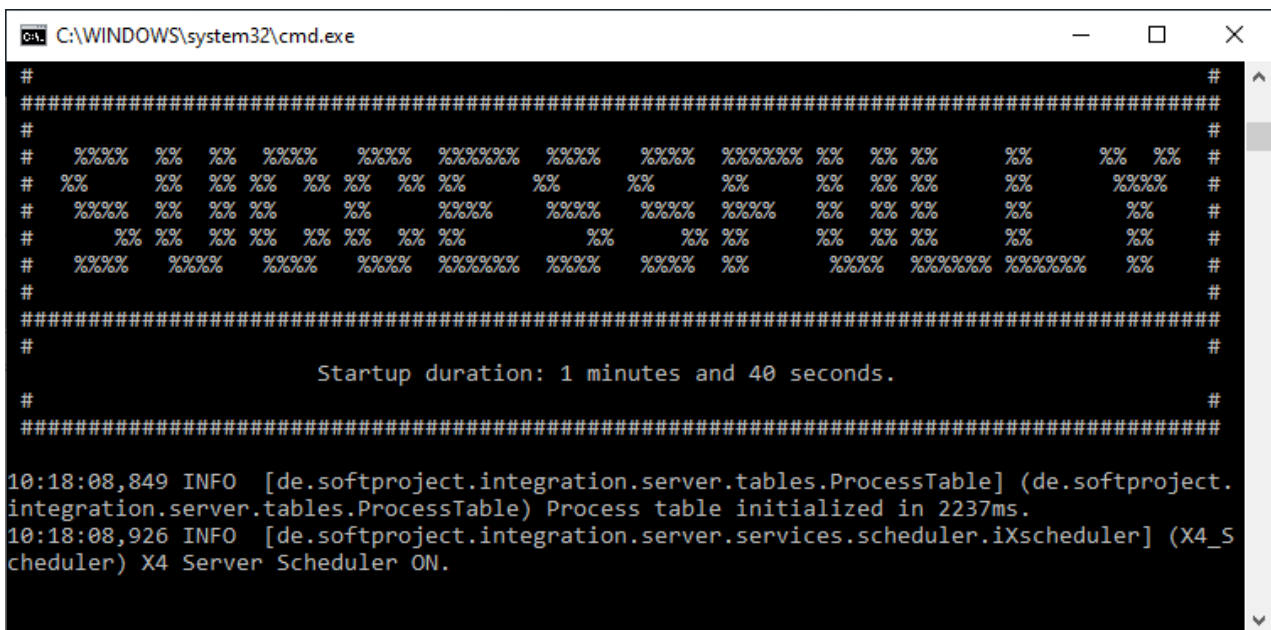 C:\WINDOWS\system32\cmd.exe
# #
#########################################################################################
# #
#    %%%%   %%   %%   %%%%    %%%%   %%%%%%   %%%%    %%%%   %%%%%%  %%   %%  %%      %%       %%   %%   #
#   %%      %%   %%  %%   %%  %%   %%  %%      %%      %%      %%      %%   %%  %%      %%        %%%%    #
#    %%%%   %%   %%  %%       %%       %%%%     %%%%    %%%%   %%%%    %%   %%  %%      %%         %%     #
#       %%  %%   %%  %%   %%  %%   %%  %%          %%      %%  %%      %%   %%  %%      %%         %%     #
#    %%%%    %%%%     %%%%    %%%%   %%%%%%   %%%%    %%%%   %%       %%%%   %%%%%%  %%%%%%     %%     #
# #
#########################################################################################
# #
Startup duration: 1 minutes and 40 seconds.
# #
#########################################################################################
10:18:08,849 INFO  [de.softproject.integration.server.tables.ProcessTable] (de.softproject.
integration.server.tables.ProcessTable) Process table initialized in 2237ms.
10:18:08,926 INFO  [de.softproject.integration.server.services.scheduler.iXscheduler] (X4_S
cheduler) X4 Server Scheduler ON.